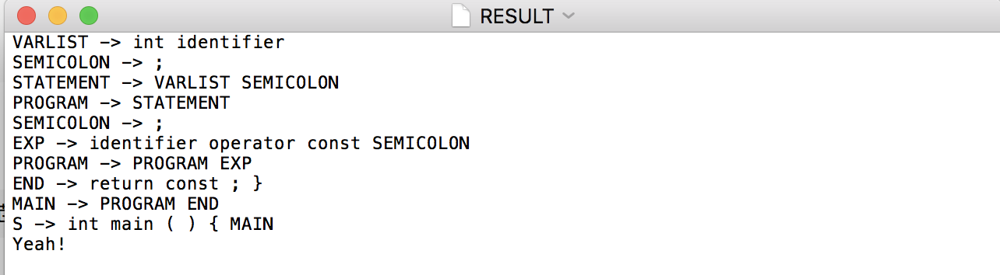 RESULT
VARLIST -> int identifier
SEMICOLON -> ;
STATEMENT -> VARLIST SEMICOLON
PROGRAM -> STATEMENT
SEMICOLON -> ;
EXP -> identifier operator const SEMICOLON
PROGRAM -> PROGRAM EXP
END -> return const ; }
MAIN -> PROGRAM END
S -> int main ( ) { MAIN
Yeah!